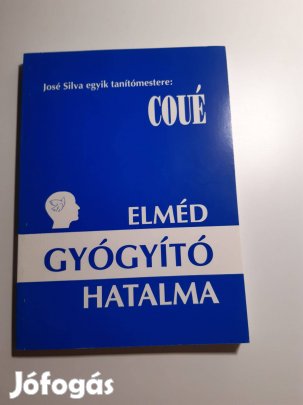 José Silva egyik tanítómestere:
COUÉ
ELMÉD
GYÓGYÍTÓ
HATALMA
Jófogás